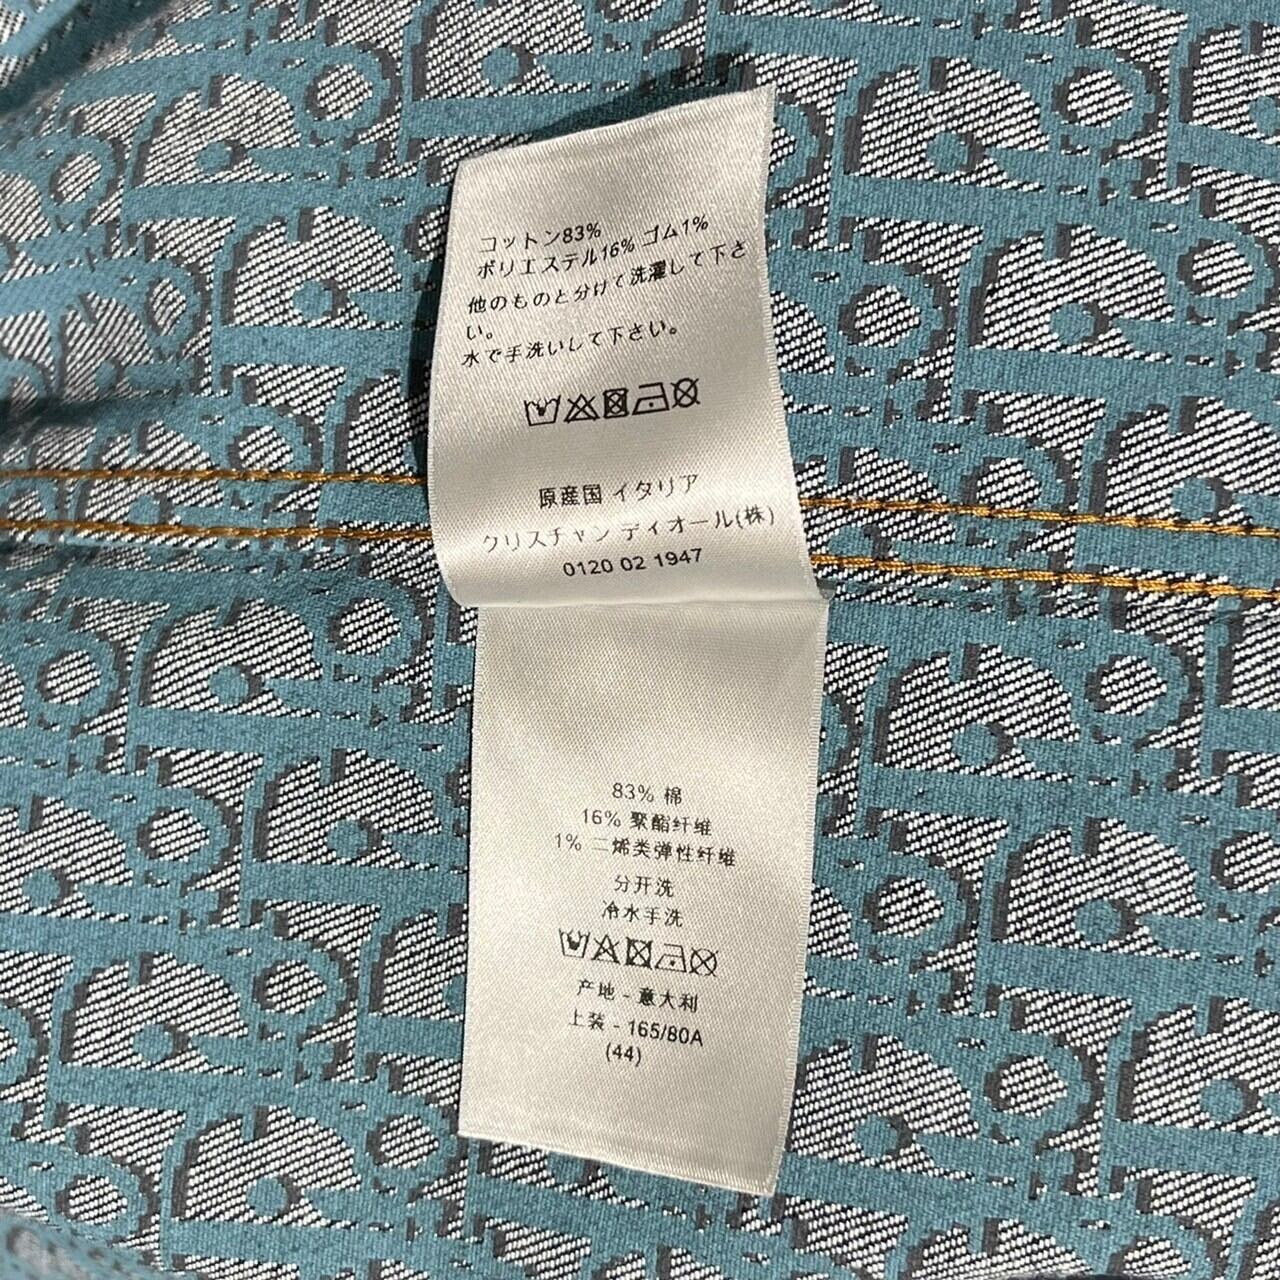 コットン83%
ポリエステル16% ゴム1%
他のものと分けて洗濯して下さ
い。
水で手洗いして下さい。
原産国 イタリア
クリスチャン ディオール(株)
0120 02 1947
83% 棉
16% 聚酯纤维
1% 二烯类弹性纤维
分开洗
冷水手洗
产地 - 意大利
上装 - 165/80A
(44)